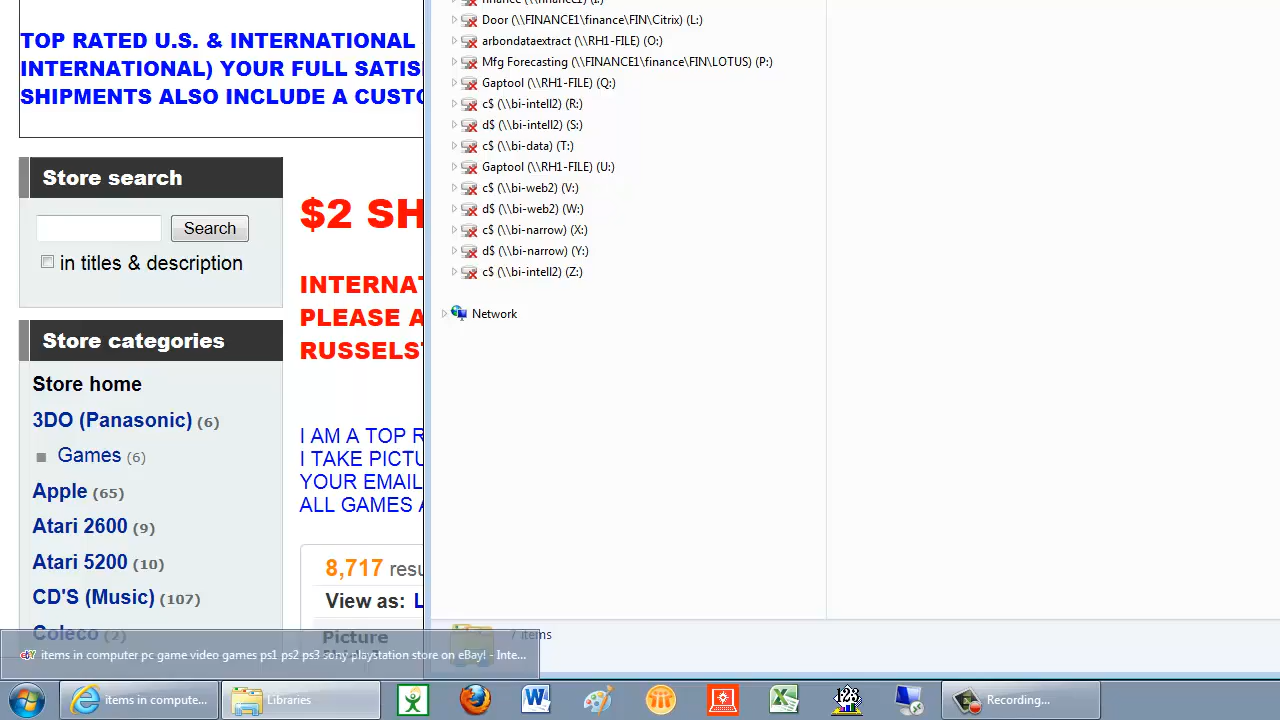 TOP RATED U.S. & INTERNATIONAL
INTERNATIONAL) YOUR FULL SATIS
SHIPMENTS ALSO INCLUDE A CUSTO
Store search
Search
in titles & description
Store categories
Store home
3DO (Panasonic) (6)
Games (6)
Apple (65)
Atari 2600 (9)
Atari 5200 (10)
CD'S (Music) (107)
Coleco (2)
$2 SH
INTERNAT
PLEASE A
RUSSELST
I AM A TOP R
I TAKE PICTU
YOUR EMAIL
ALL GAMES A
8,717 resu
View as: L
Picture
finance (\\finance1) (I:)
Door (\\FINANCE1\finance\FIN\Citrix) (L:)
arbondataextract (\\RH1-FILE) (O:)
Mfg Forecasting (\\FINANCE1\finance\FIN\LOTUS) (P:)
Gaptool (\\RH1-FILE) (Q:)
c$ (\\bi-intell2) (R:)
d$ (\\bi-intell2) (S:)
c$ (\\bi-data) (T:)
Gaptool (\\RH1-FILE) (U:)
c$ (\\bi-web2) (V:)
d$ (\\bi-web2) (W:)
c$ (\\bi-narrow) (X:)
d$ (\\bi-narrow) (Y:)
c$ (\\bi-intell2) (Z:)
Network
7 items
items in computer pc game video games ps1 ps2 ps3 sony playstation store on eBay! - Inte...
items in compute...
Libraries
Recording...